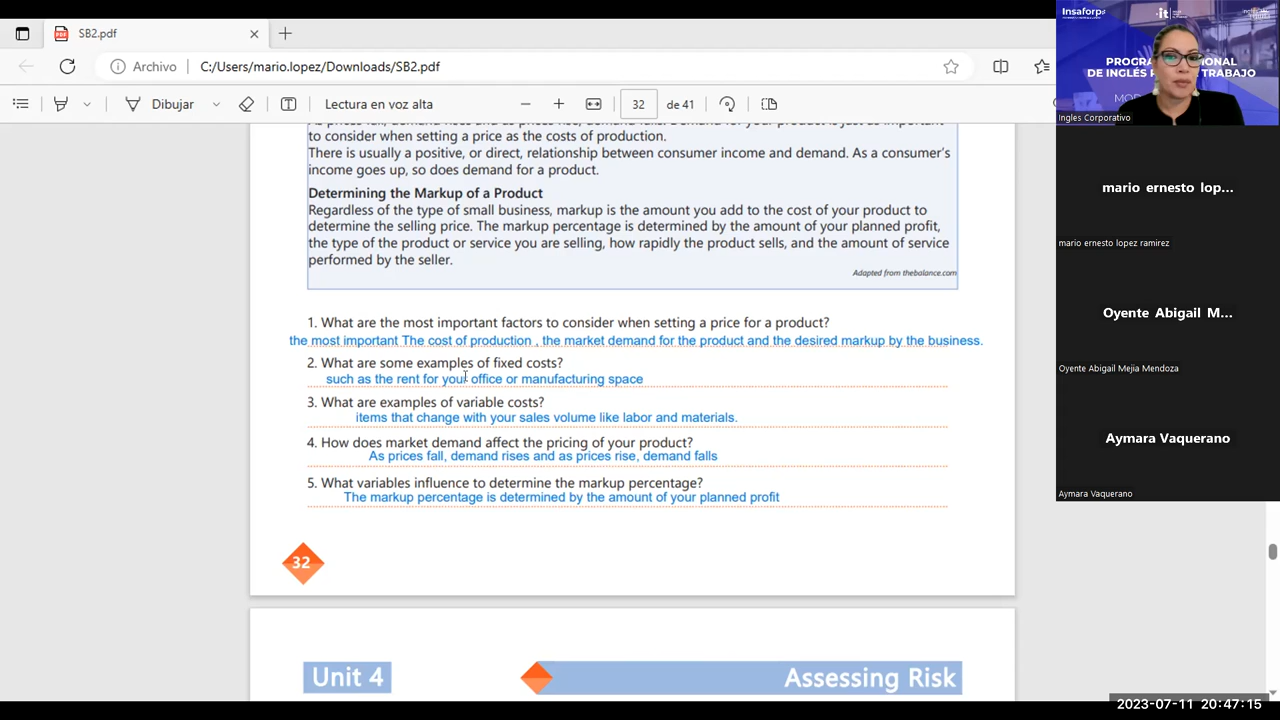 SB2.pdf
Archivo
C:/Users/mario.lopez/Downloads/SB2.pdf
Dibujar
Lectura en voz alta
32
de 41
to consider when setting a price as the costs of production.
There is usually a positive, or direct, relationship between consumer income and demand. As a consumer's
income goes up, so does demand for a product.
Determining the Markup of a Product
Regardless of the type of small business, markup is the amount you add to the cost of your product to
determine the selling price. The markup percentage is determined by the amount of your planned profit,
the type of the product or service you are selling, how rapidly the product sells, and the amount of service
performed by the seller.
Adapted from thebalance.com
1. What are the most important factors to consider when setting a price for a product?
the most important The cost of production , the market demand for the product and the desired markup by the business.
2. What are some examples of fixed costs?
such as the rent for your office or manufacturing space
3. What are examples of variable costs?
items that change with your sales volume like labor and materials.
4. How does market demand affect the pricing of your product?
As prices fall, demand rises and as prices rise, demand falls
5. What variables influence to determine the markup percentage?
The markup percentage is determined by the amount of your planned profit
32
Unit 4
Assessing Risk
Insaforp
DE INGLÉS
TRABAJO
Ingles Corporativo
mario ernesto lop...
mario ernesto lopez ramirez
Oyente Abigail M...
Oyente Abigail Mejia Mendoza
Aymara Vaquerano
Aymara Vaquerano
2023-07-11 20:47:15